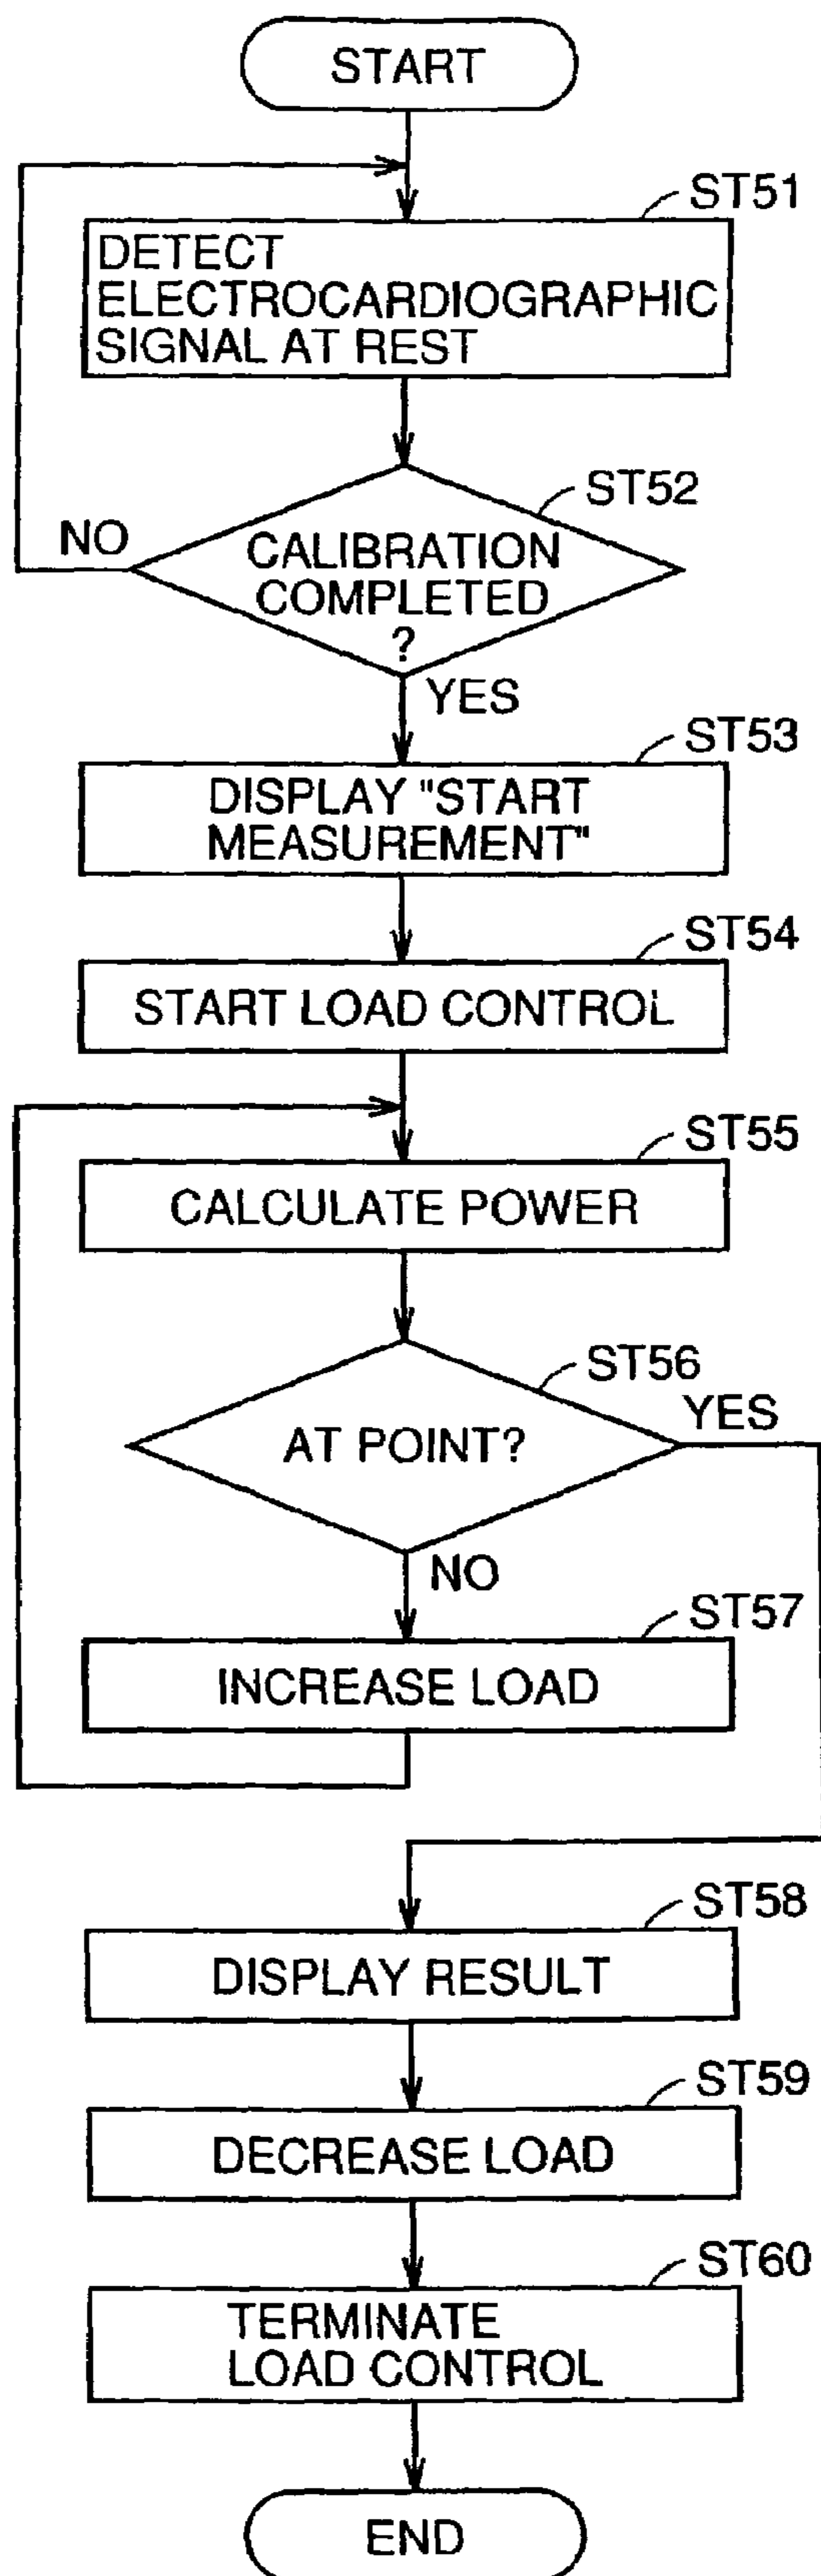 START
ST51
DETECT
ELECTROCARDIOGRAPHIC
SIGNAL AT REST
ST52
NO
CALIBRATION
COMPLETED
?
YES
ST53
DISPLAY "START
MEASUREMENT"
ST54
START LOAD CONTROL
ST55
CALCULATE POWER
ST56
YES
AT POINT?
NO
ST57
INCREASE LOAD
ST58
DISPLAY RESULT
ST59
DECREASE LOAD
ST60
TERMINATE
LOAD CONTROL
END